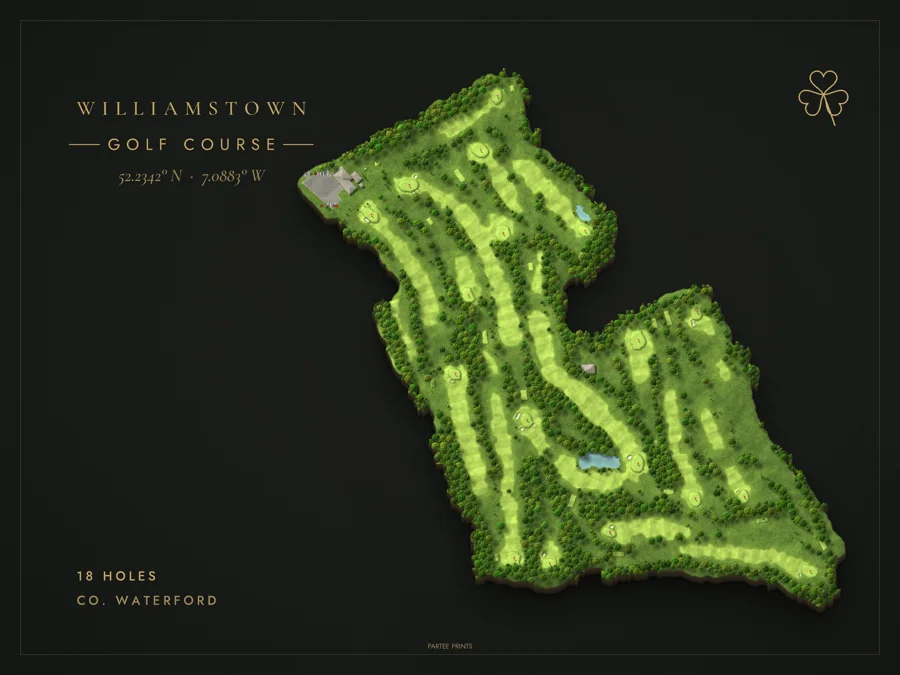 WILLIAMSTOWN
GOLF COURSE
52.2342° N · 7.0883° W
18 HOLES
CO. WATERFORD
PARTEE PRINTS